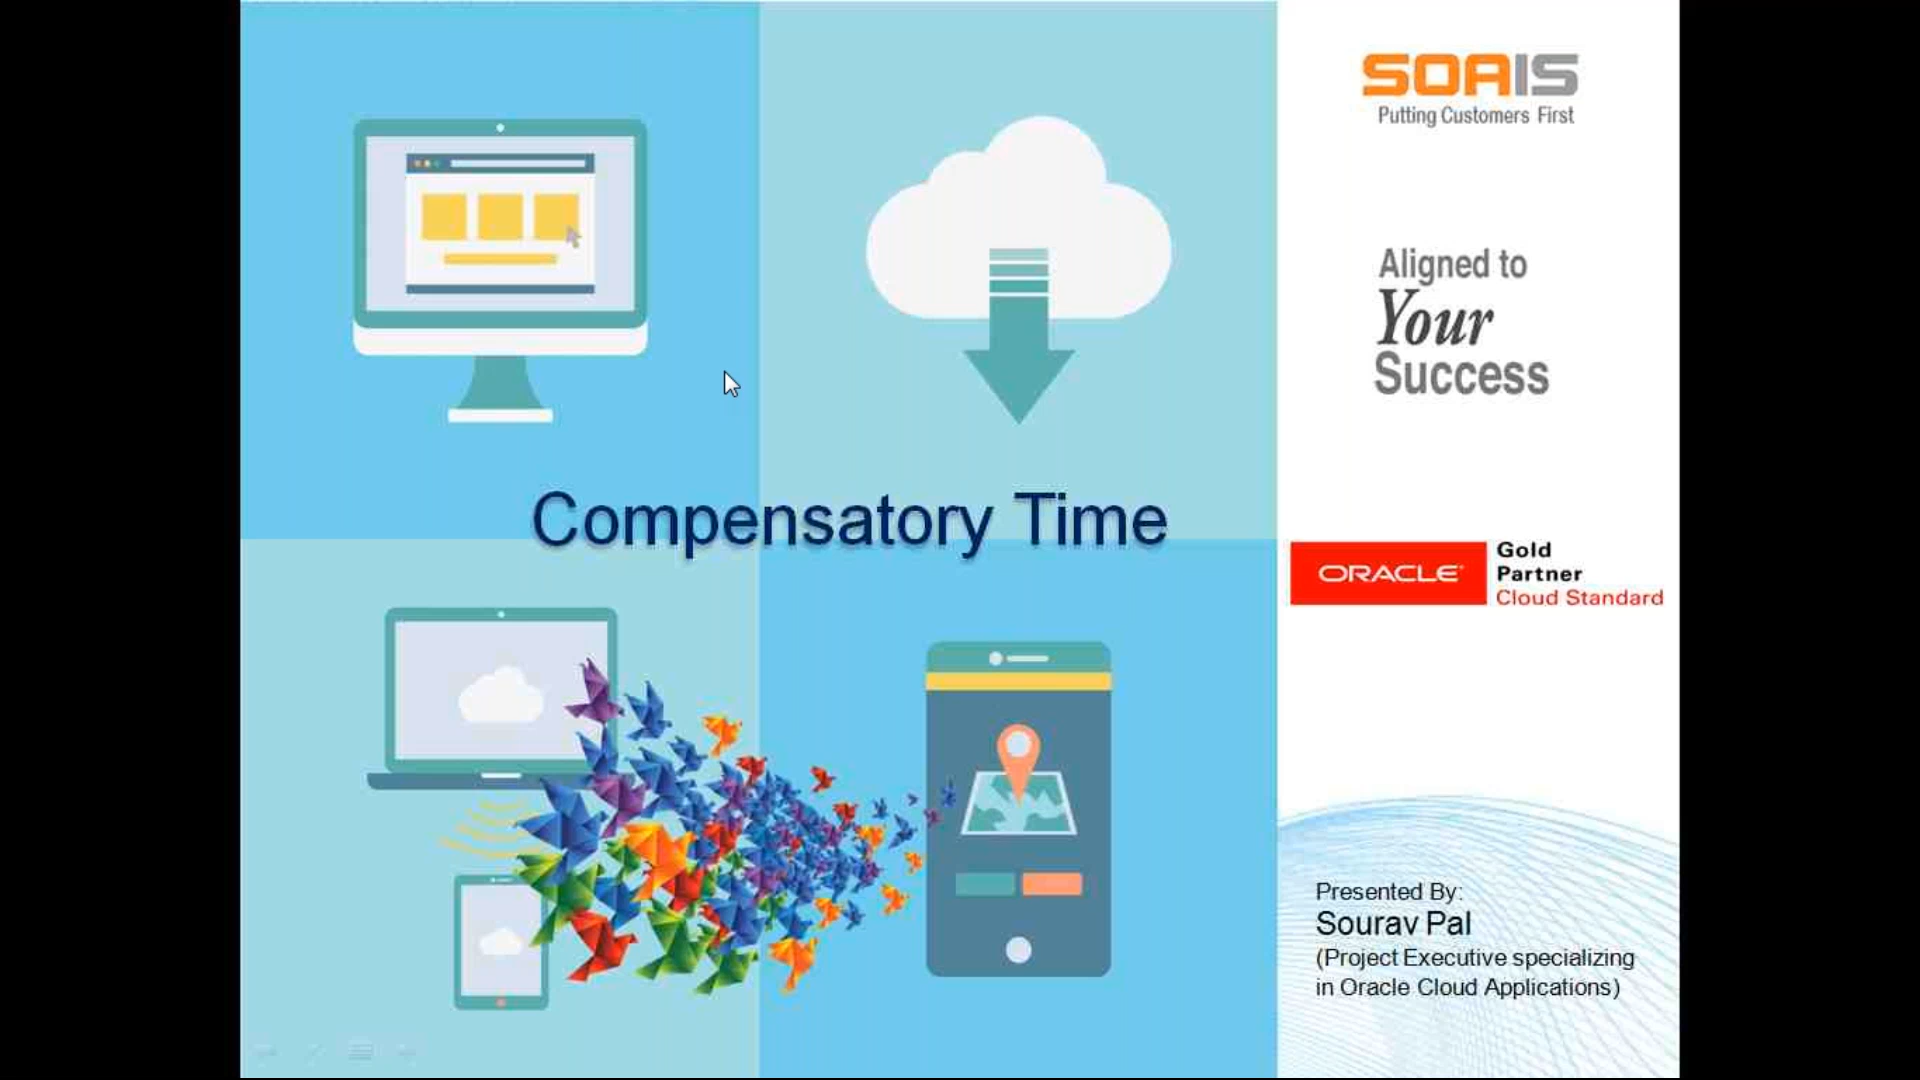 SOAIS
Putting Customers First
Aligned to
Your
Success
Compensatory Time
ORACLE
Gold
Partner
Cloud Standard
Presented By:
Sourav Pal
(Project Executive specializing
in Oracle Cloud Applications)